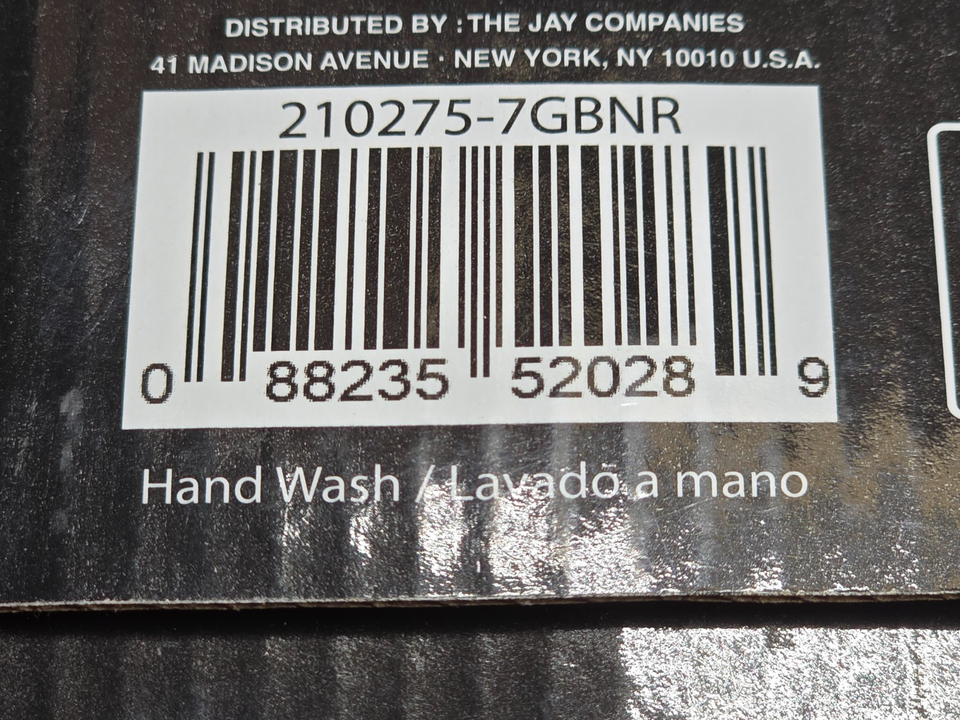 DISTRIBUTED BY : THE JAY COMPANIES
41 MADISON AVENUE · NEW YORK, NY 10010 U.S.A.
210275-7GBNR
0 88235 52028 9
Hand Wash / Lavado a mano